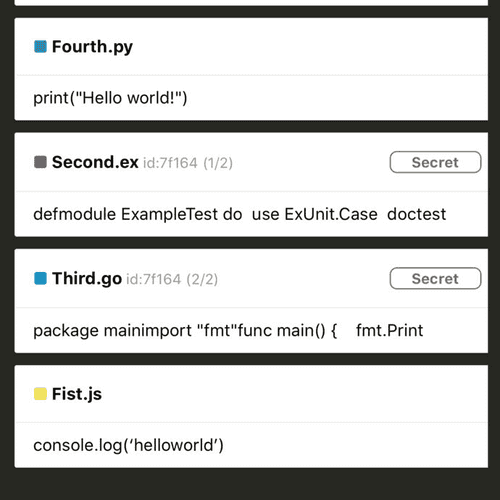 Fourth.py
print("Hello world!")
Second.ex id:7f164 (1/2) Secret
defmodule ExampleTest do  use ExUnit.Case  doctest
Third.go id:7f164 (2/2) Secret
package mainimport "fmt"func main() {    fmt.Print
Fist.js
console.log(‘helloworld’)